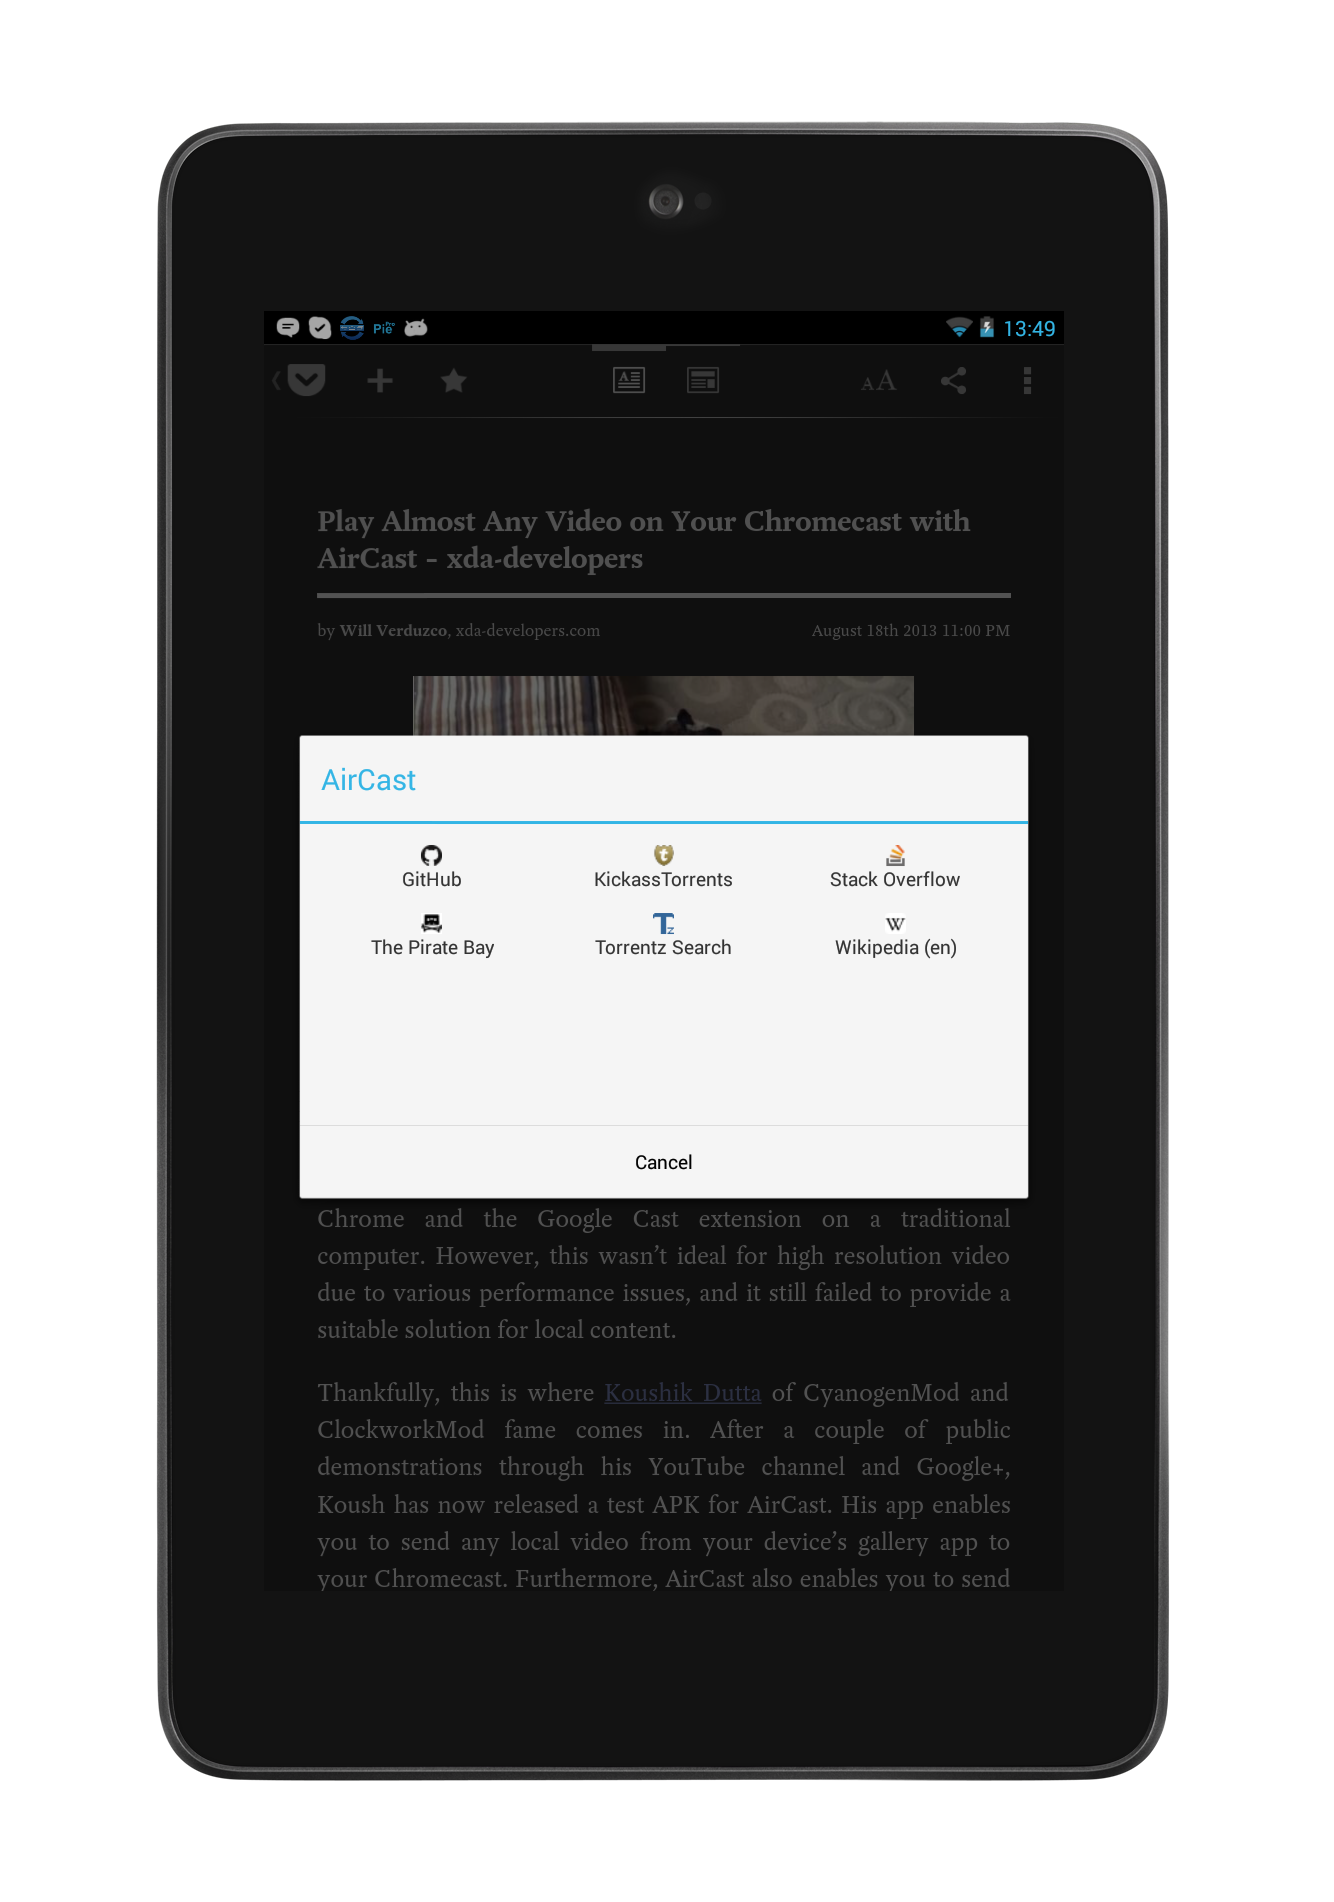 Pie Pro
13:49
AA
Play Almost Any Video on Your Chromecast with
AirCast – xda-developers
by Will Verduzco, xda-developers.com August 18th 2013 11:00 PM
AirCast
GitHub KickassTorrents Stack Overflow
The Pirate Bay Torrentz Search Wikipedia (en)
Cancel
Chrome and the Google Cast extension on a traditional
computer. However, this wasn’t ideal for high resolution video
due to various performance issues, and it still failed to provide a
suitable solution for local content.
Thankfully, this is where Koushik Dutta of CyanogenMod and
ClockworkMod fame comes in. After a couple of public
demonstrations through his YouTube channel and Google+,
Koush has now released a test APK for AirCast. His app enables
you to send any local video from your device’s gallery app to
your Chromecast. Furthermore, AirCast also enables you to send